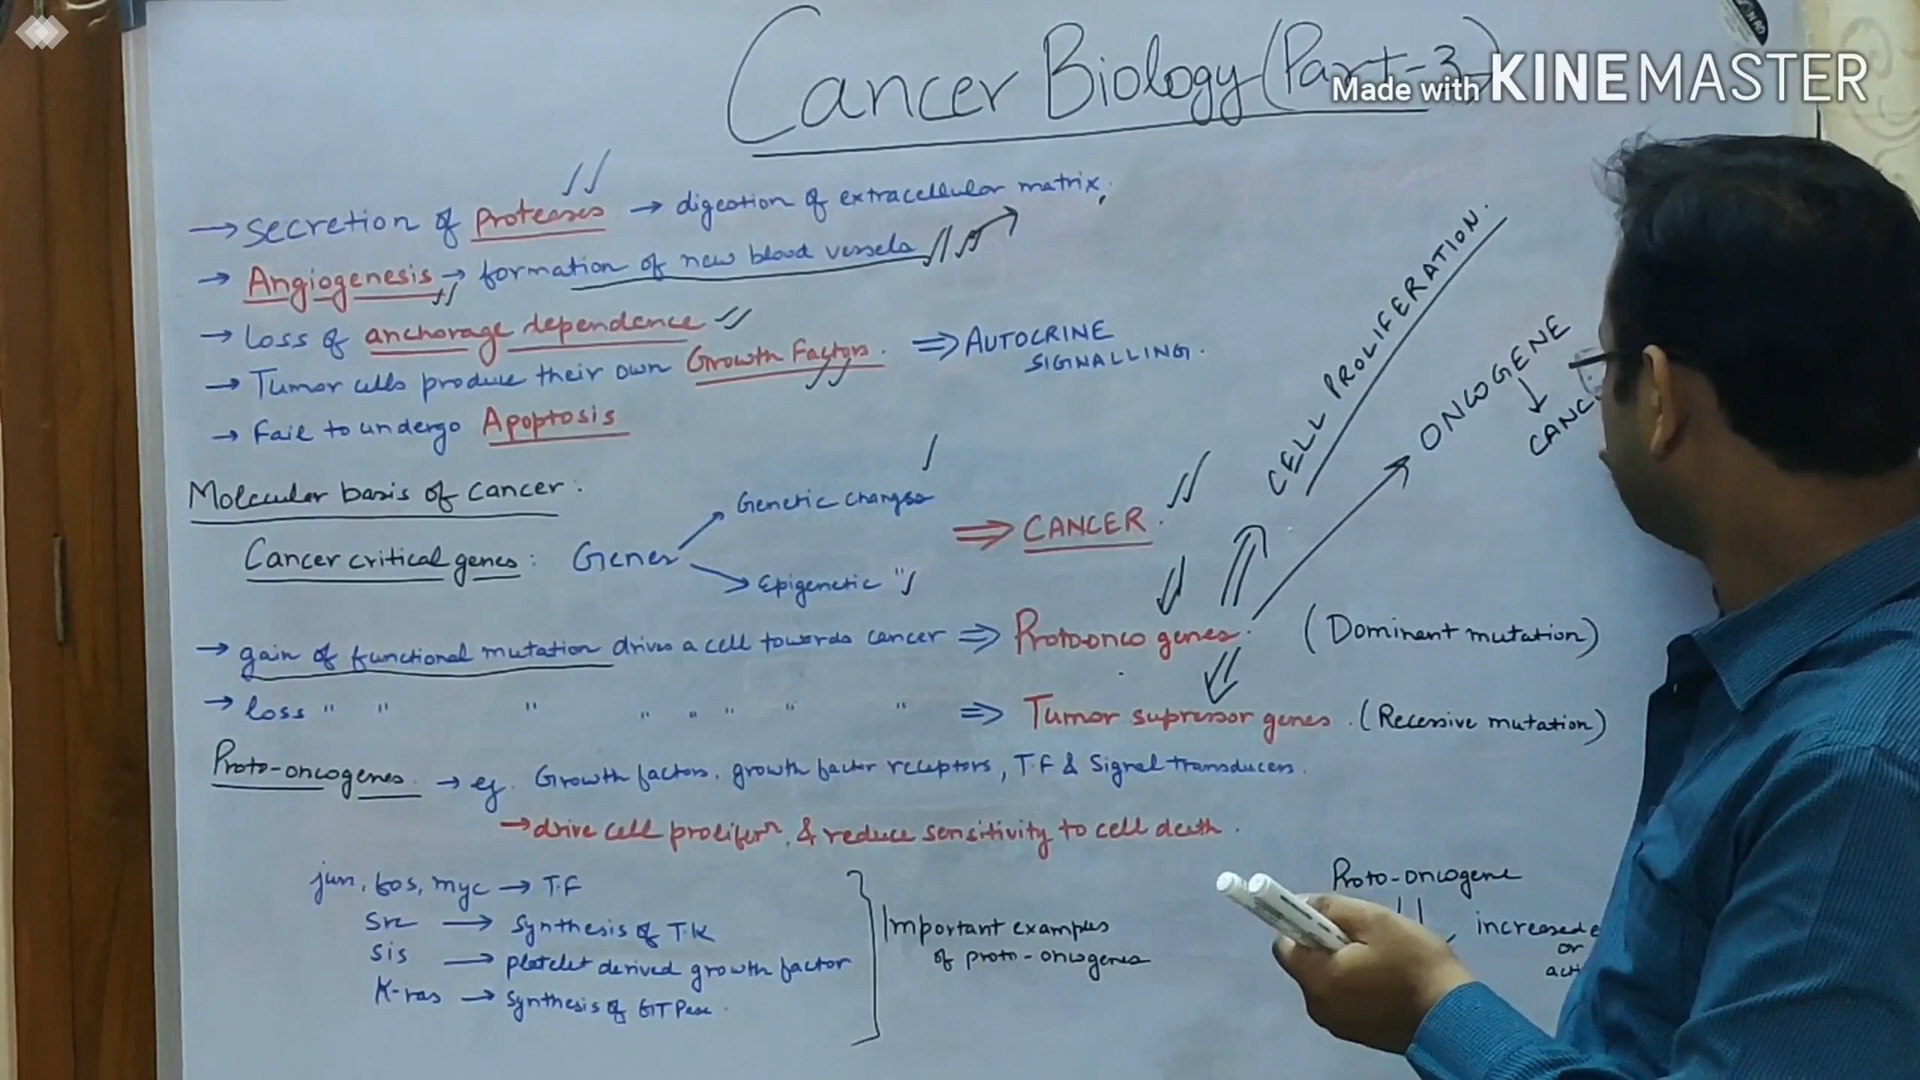 Cancer Biology (Part-3)
Made with KINEMASTER
→ Secretion of Proteases → digestion of extracellular matrix.
→ Angiogenesis → formation of new blood vessels
→ Loss of anchorage dependence
→ Tumor cells produce their own Growth Factors. ⇒ AUTOCRINE SIGNALLING.
→ Fail to undergo Apoptosis
CELL PROLIFERATION.
ONCOGENE
↓
Molecular basis of Cancer:
Cancer critical genes: Genes
Genetic changes
Epigenetic "
⇒ CANCER.
→ gain of functional mutation drives a cell towards cancer ⇒ Proto-onco genes. (Dominant mutation)
→ loss " " " " " " " " ⇒ Tumor supressor genes. (Recessive mutation)
Proto-oncogenes → eg. Growth factors, growth factor receptors, T.F & Signal transducers.
→ drive cell prolifern. & reduce sensitivity to cell death.
jun, fos, myc → T.F
Src → Synthesis of T.K
Sis → platelet derived growth factor
K-ras → Synthesis of GTPase.
Important examples
of proto-oncogenes
Proto-oncogene
increased
or